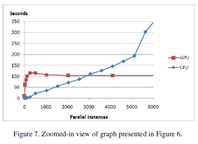 Seconds
350
300
250
200
150
100
50
0
GPU
CPU
0 1000 2000 3000 4000 5000 6000
Parallel Instances
Figure 7. Zoomed-in view of graph presented in Figure 6.